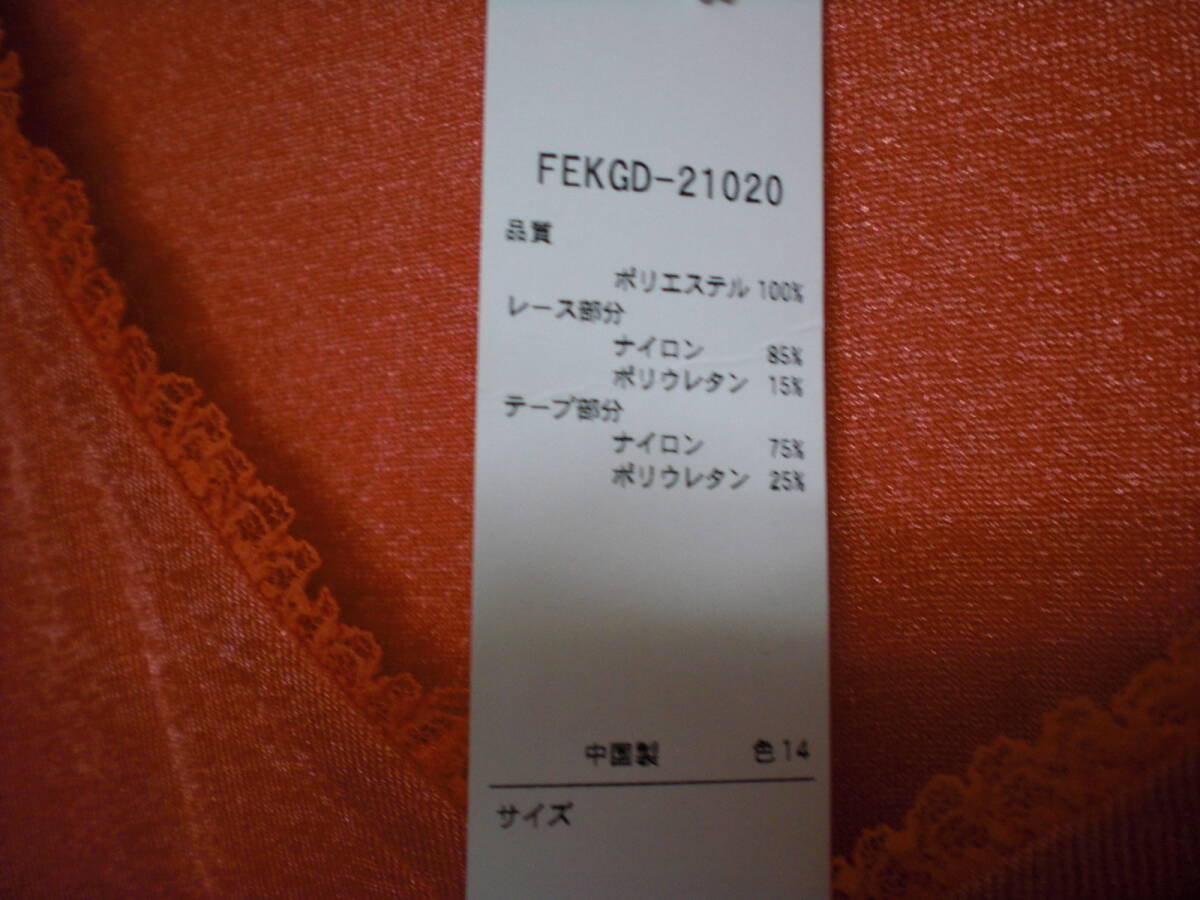 FEKGD-21020
品質
ポリエステル 100%
レース部分
ナイロン 85%
ポリウレタン 15%
テープ部分
ナイロン 75%
ポリウレタン 25%
中国製 色14
サイズ